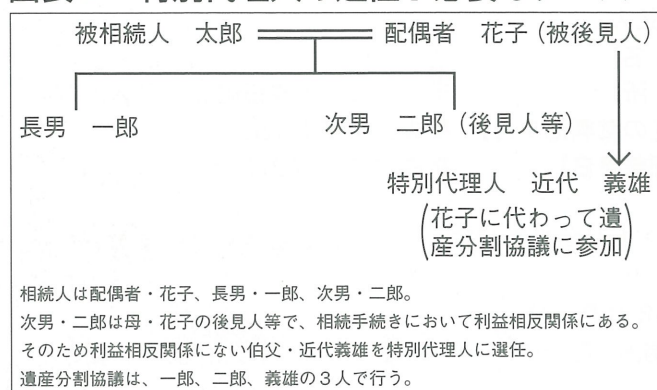 被相続人 太郎
配偶者 花子（被後見人）
長男 一郎
次男 二郎（後見人等）
特別代理人 近代 義雄
（花子に代わって遺
産分割協議に参加）
相続人は配偶者・花子、長男・一郎、次男・二郎。
次男・二郎は母・花子の後見人等で、相続手続きにおいて利益相反関係にある。
そのため利益相反関係にない伯父・近代義雄を特別代理人に選任。
遺産分割協議は、一郎、二郎、義雄の３人で行う。